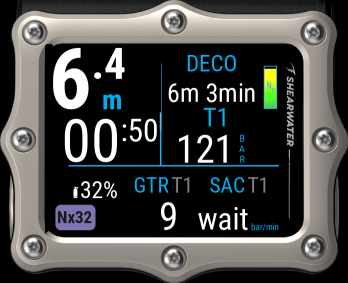 6.4 m
DECO
6m 3min
N₂
T1
00:50
121 BAR
SHEARWATER
32%
GTR T1 SAC T1
Nx32
9 wait bar/min